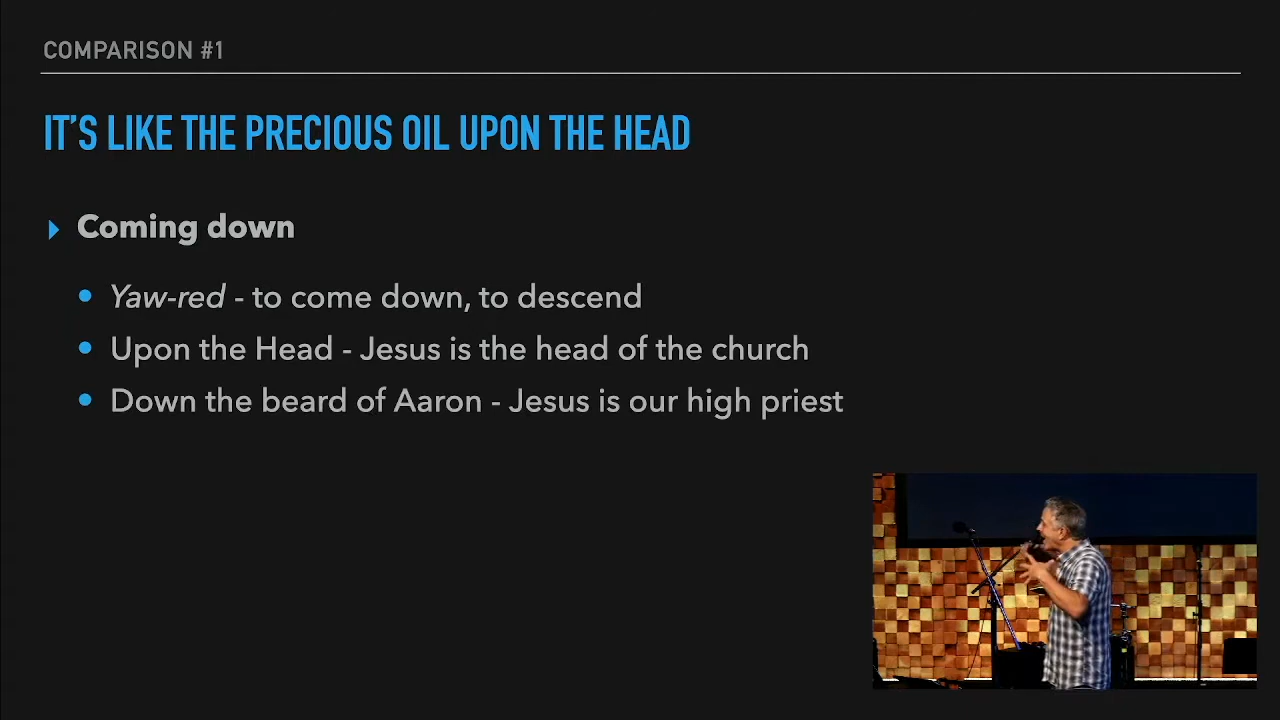 COMPARISON #1
IT'S LIKE THE PRECIOUS OIL UPON THE HEAD
Coming down
Yaw-red - to come down, to descend
Upon the Head - Jesus is the head of the church
Down the beard of Aaron - Jesus is our high priest